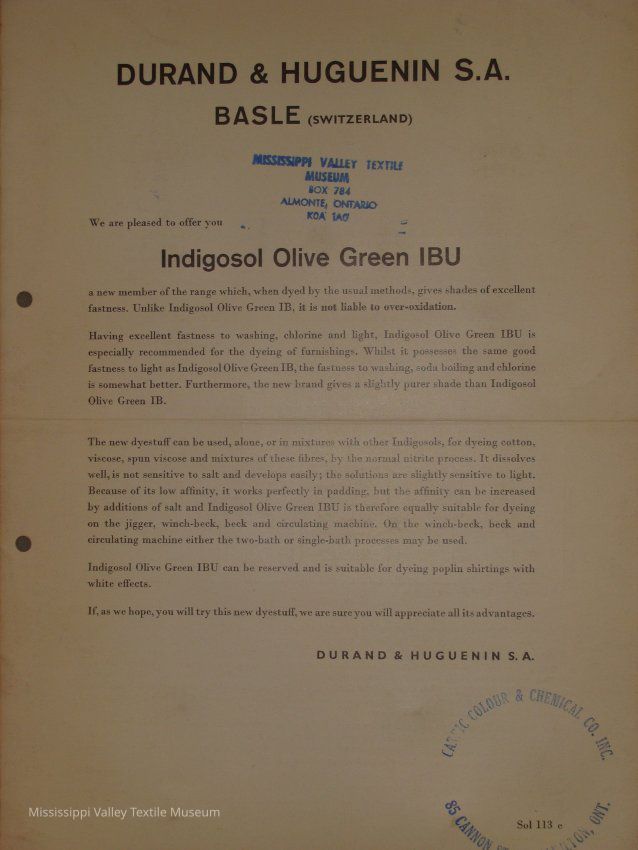 DURAND & HUGUENIN S.A.
BASLE (SWITZERLAND)
MISSISSIPPI VALLEY TEXTILE
MUSEUM
BOX 784
ALMONTE, ONTARIO
K0A 1A0
We are pleased to offer you
Indigosol Olive Green IBU
a new member of the range which, when dyed by the usual methods, gives shades of excellent
fastness. Unlike Indigosol Olive Green IB, it is not liable to over-oxidation.
Having excellent fastness to washing, chlorine and light, Indigosol Olive Green IBU is
especially recommended for the dyeing of furnishings. Whilst it possesses the same good
fastness to light as Indigosol Olive Green IB, the fastness to washing, soda boiling and chlorine
is somewhat better. Furthermore, the new brand gives a slightly purer shade than Indigosol
Olive Green IB.
The new dyestuff can be used, alone, or in mixtures with other Indigosols, for dyeing cotton,
viscose, spun viscose and mixtures of these fibres, by the normal nitrite process. It dissolves
well, is not sensitive to salt and develops easily; the solutions are slightly sensitive to light.
Because of its low affinity, it works perfectly in padding, but the affinity can be increased
by additions of salt and Indigosol Olive Green IBU is therefore equally suitable for dyeing
on the jigger, winch-beck, beck and circulating machine. On the winch-beck, beck and
circulating machine either the two-bath or single-bath processes may be used.
Indigosol Olive Green IBU can be reserved and is suitable for dyeing poplin shirtings with
white effects.
If, as we hope, you will try this new dyestuff, we are sure you will appreciate all its advantages.
DURAND & HUGUENIN S.A.
COLOUR & CHEMICAL CO. INC.
85 CANNON ONT.
Sol 113 e
Mississippi Valley Textile Museum